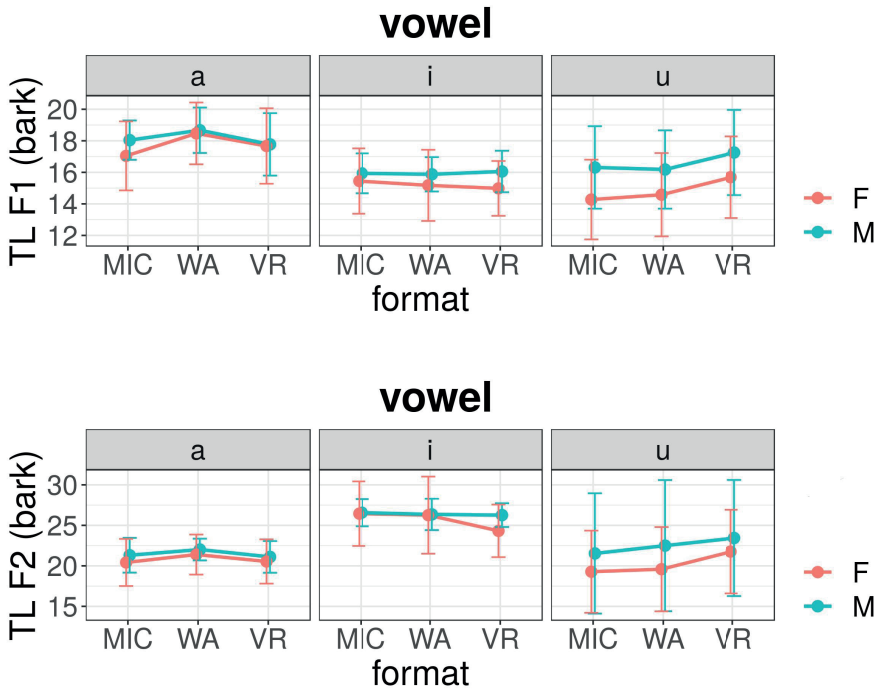 vowel
a i u
TL F1 (bark)
20
18
16
14
12
MIC WA VR MIC WA VR MIC WA VR
format
F
M
vowel
a i u
TL F2 (bark)
30
25
20
15
MIC WA VR MIC WA VR MIC WA VR
format
F
M